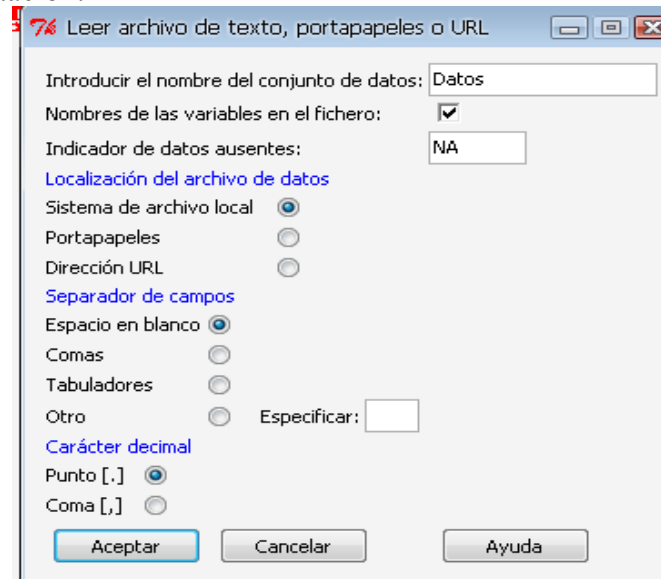 Leer archivo de texto, portapapeles o URL
Introducir el nombre del conjunto de datos: Datos
Nombres de las variables en el fichero:
Indicador de datos ausentes: NA
Localización del archivo de datos
Sistema de archivo local
Portapapeles
Dirección URL
Separador de campos
Espacio en blanco
Comas
Tabuladores
Otro Especificar:
Carácter decimal
Punto [.]
Coma [,]
Aceptar Cancelar Ayuda